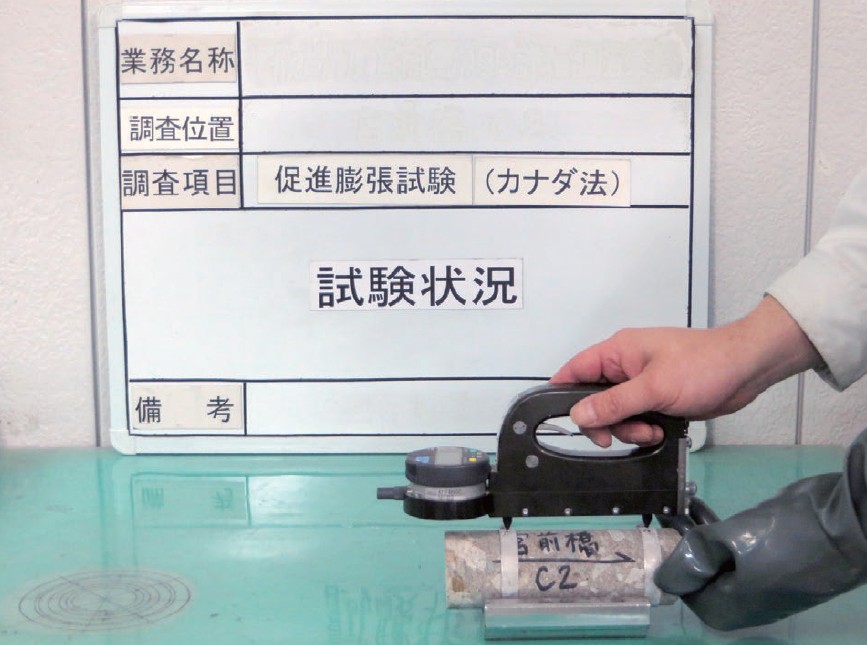 業務名称
調査位置
調査項目 促進膨張試験 (カナダ法)
試験状況
備 考
宮前橋
C2